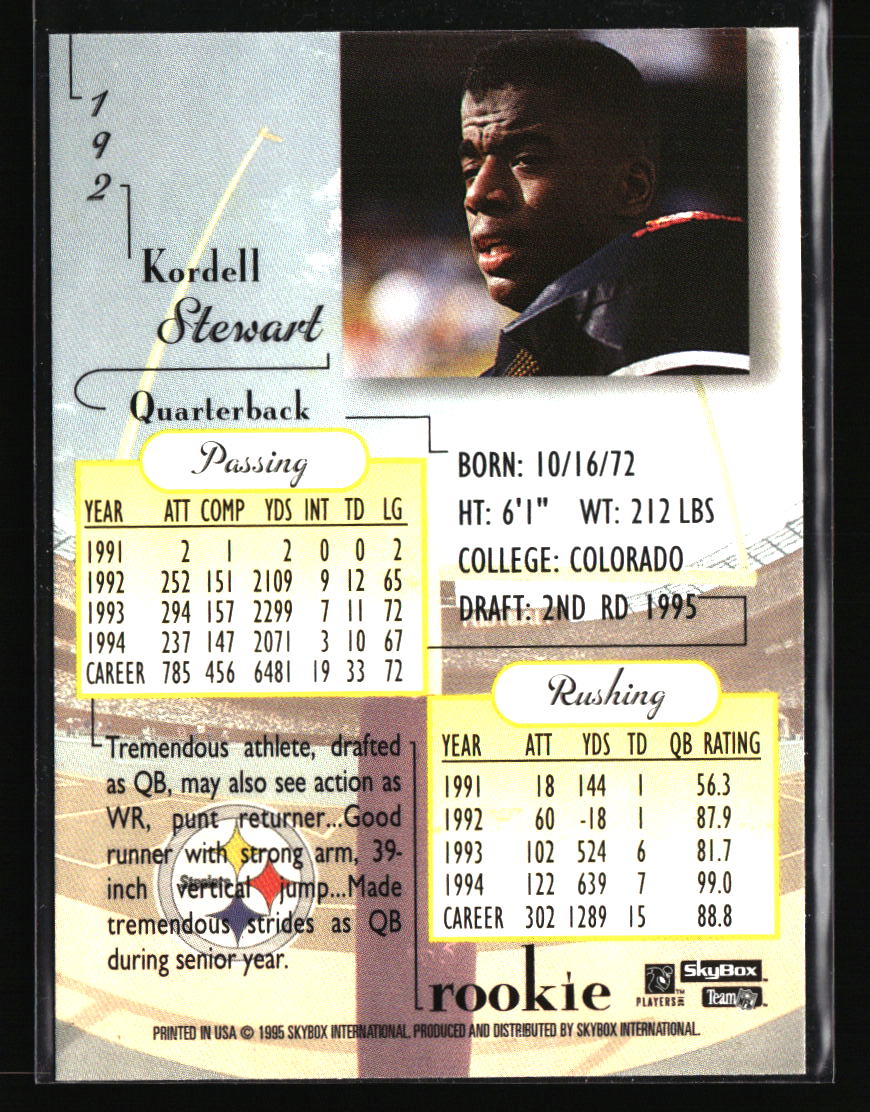 192
Kordell
Stewart
Quarterback
Passing
YEAR ATT COMP YDS INT TD LG
1991 2 1 2 0 0 2
1992 252 151 2109 9 12 65
1993 294 157 2299 7 11 72
1994 237 147 2071 3 10 67
CAREER 785 456 6481 19 33 72
BORN: 10/16/72
HT: 6'1" WT: 212 LBS
COLLEGE: COLORADO
DRAFT: 2ND RD 1995
Rushing
YEAR ATT YDS TD QB RATING
1991 18 144 1 56.3
1992 60 -18 1 87.9
1993 102 524 6 81.7
1994 122 639 7 99.0
CAREER 302 1289 15 88.8
Tremendous athlete, drafted
as QB, may also see action as
WR, punt returner...Good
runner with strong arm, 39-
inch vertical jump...Made
tremendous strides as QB
during senior year.
Steelers
rookie
PLAYERS
SkyBox™
Team NFL
PRINTED IN USA © 1995 SKYBOX INTERNATIONAL. PRODUCED AND DISTRIBUTED BY SKYBOX INTERNATIONAL.